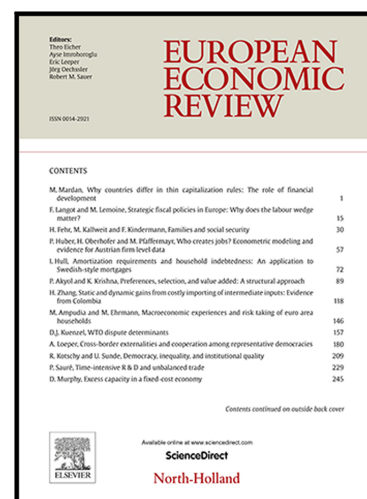 Editors:
Theo Eicher
Ayse Imrohoroglu
Eric Leeper
Jörg Oechssler
Robert M. Sauer
ISSN 0014-2921
EUROPEAN
ECONOMIC
REVIEW
CONTENTS
M. Mardan, Why countries differ in thin capitalization rules: The role of financial
development 1
F. Langot and M. Lemoine, Strategic fiscal policies in Europe: Why does the labour wedge
matter? 15
H. Fehr, M. Kallweit and F. Kindermann, Families and social security 30
P. Huber, H. Oberhofer and M. Pfaffermayr, Who creates jobs? Econometric modeling and
evidence for Austrian firm level data 57
I. Hull, Amortization requirements and household indebtedness: An application to
Swedish-style mortgages 72
P. Akyol and K. Krishna, Preferences, selection, and value added: A structural approach 89
H. Zhang, Static and dynamic gains from costly importing of intermediate inputs: Evidence
from Colombia 118
M. Ampudia and M. Ehrmann, Macroeconomic experiences and risk taking of euro area
households 146
D.J. Kuenzel, WTO dispute determinants 157
A. Loeper, Cross-border externalities and cooperation among representative democracies 180
R. Kotschy and U. Sunde, Democracy, inequality, and institutional quality 209
P. Sauré, Time-intensive R & D and unbalanced trade 229
D. Murphy, Excess capacity in a fixed-cost economy 245
Contents continued on outside back cover
ELSEVIER
Available online at www.sciencedirect.com
ScienceDirect
North-Holland